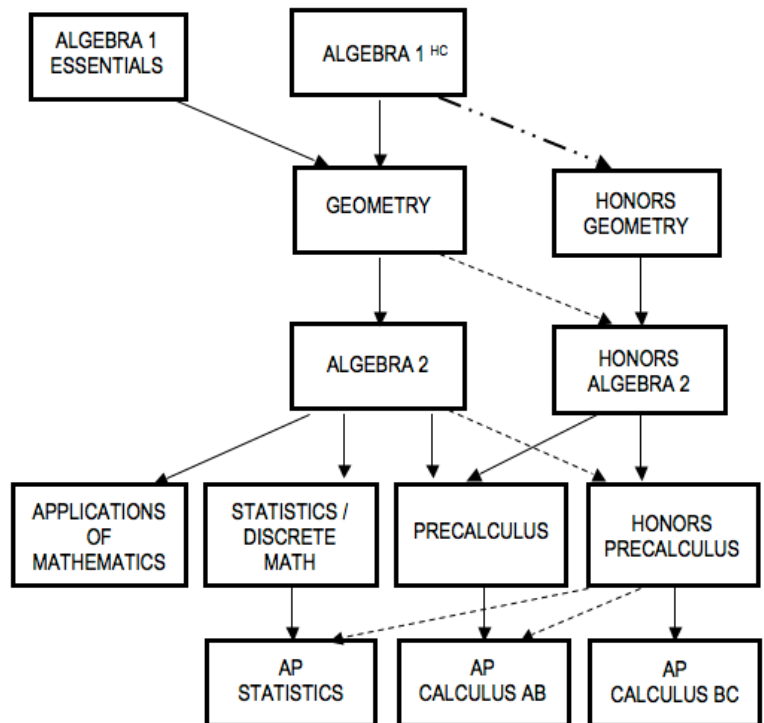 ALGEBRA 1
ESSENTIALS
ALGEBRA 1 HC
GEOMETRY
HONORS
GEOMETRY
ALGEBRA 2
HONORS
ALGEBRA 2
APPLICATIONS
OF
MATHEMATICS
STATISTICS /
DISCRETE
MATH
PRECALCULUS
HONORS
PRECALCULUS
AP
STATISTICS
AP
CALCULUS AB
AP
CALCULUS BC